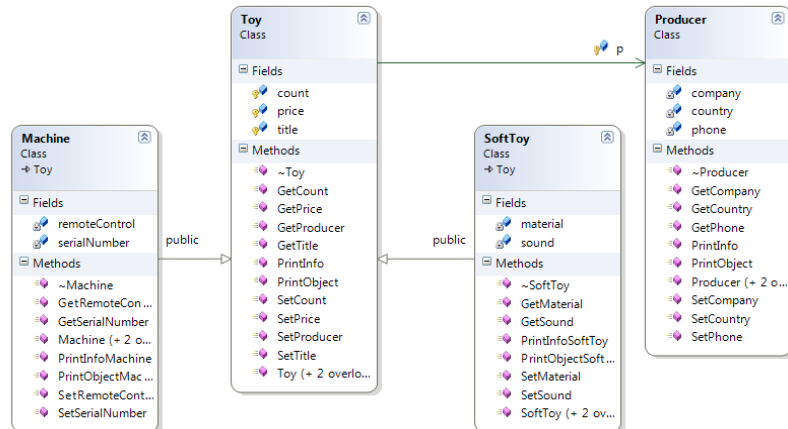 Toy
Class
Fields
count
price
title
Methods
~Toy
GetCount
GetPrice
GetProducer
GetTitle
PrintInfo
PrintObject
SetCount
SetPrice
SetProducer
SetTitle
Toy (+ 2 overlo...
p
Producer
Class
Fields
company
country
phone
Methods
~Producer
GetCompany
GetCountry
GetPhone
PrintInfo
PrintObject
Producer (+ 2 o...
SetCompany
SetCountry
SetPhone
Machine
Class
Toy
Fields
remoteControl
serialNumber
Methods
~Machine
GetRemoteCon ...
GetSerialNumber
Machine (+ 2 o...
PrintInfoMachine
PrintObjectMac ...
SetRemoteCont...
SetSerialNumber
public
public
SoftToy
Class
Toy
Fields
material
sound
Methods
~SoftToy
GetMaterial
GetSound
PrintInfoSoftToy
PrintObjectSoft ...
SetMaterial
SetSound
SoftToy (+ 2 ov...